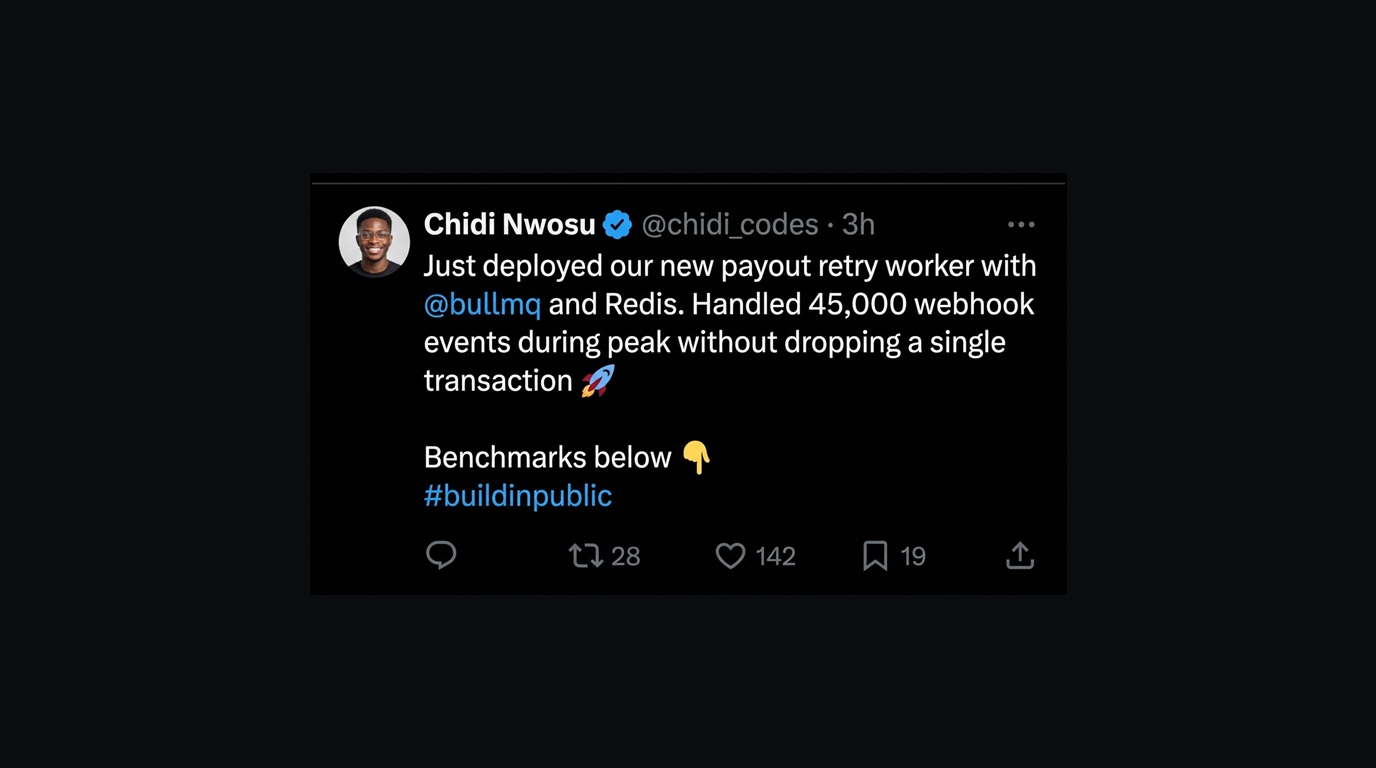 Chidi Nwosu @chidi_codes · 3h
Just deployed our new payout retry worker with
@bullmq and Redis. Handled 45,000 webhook
events during peak without dropping a single
transaction 🚀
Benchmarks below 👇
#buildinpublic
28 142 19